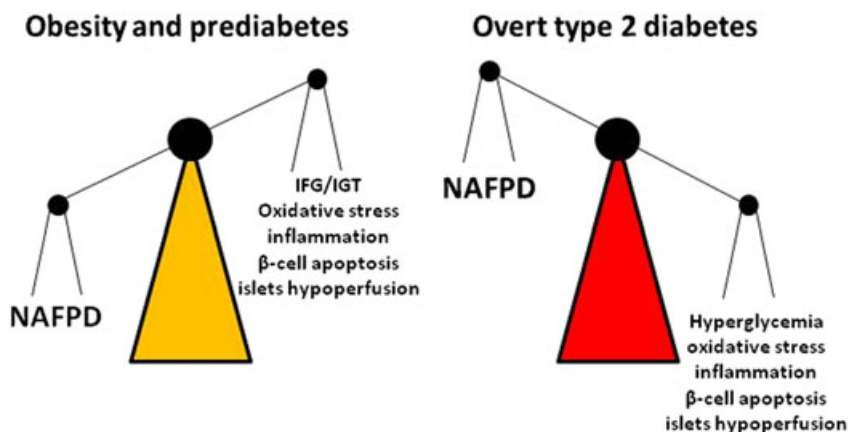 Obesity and prediabetes
IFG/IGT
Oxidative stress
inflammation
β-cell apoptosis
islets hypoperfusion
NAFPD
Overt type 2 diabetes
NAFPD
Hyperglycemia
oxidative stress
inflammation
β-cell apoptosis
islets hypoperfusion